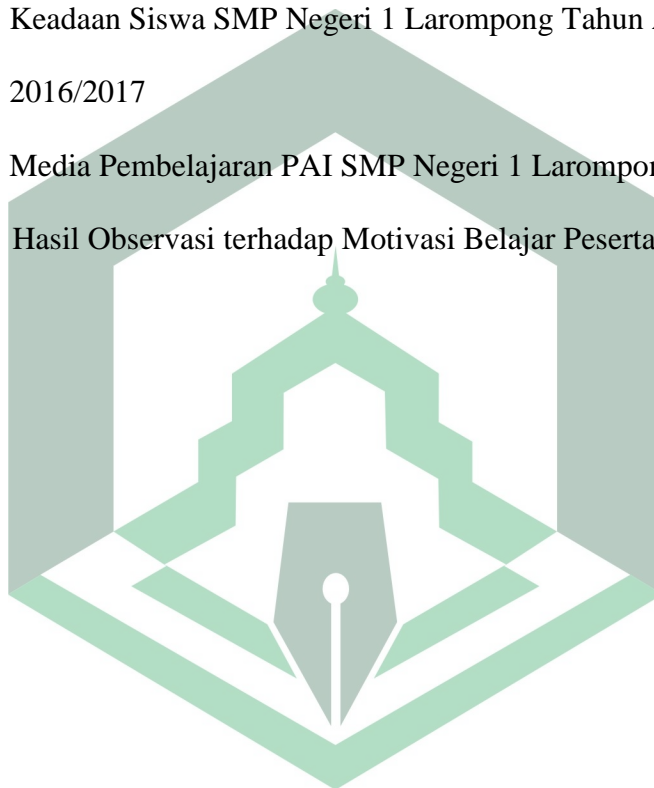 Keadaan Siswa SMP Negeri 1 Larompong Tahun
2016/2017
Media Pembelajaran PAI SMP Negeri 1
Hasil Observasi terhadap Motivasi Belajar Peserta